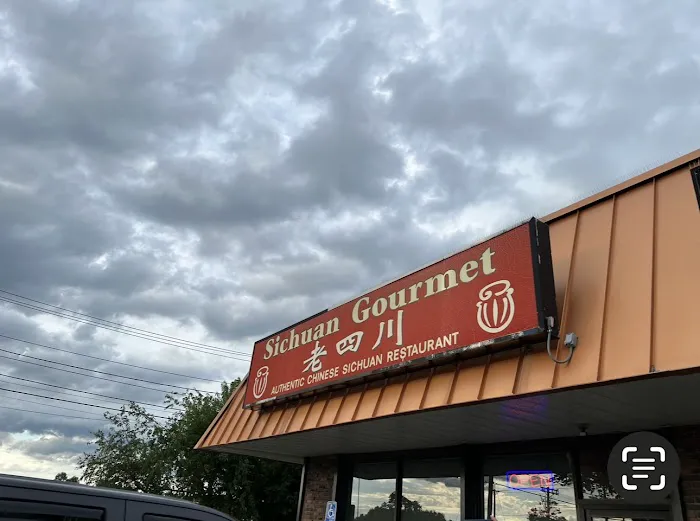 Sichuan Gourmet
老四川
AUTHENTIC CHINESE SICHUAN RESTAURANT